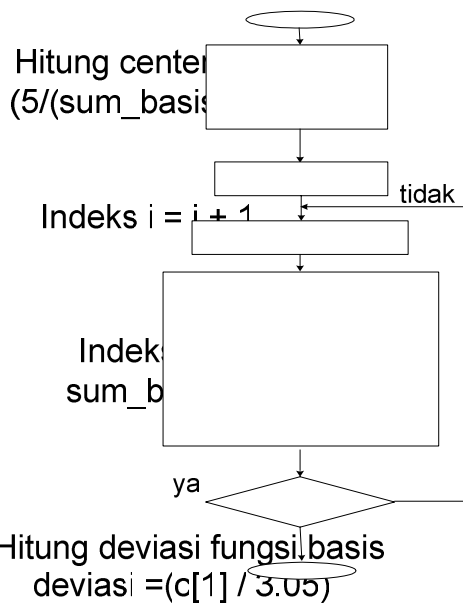 Hitung center
(5/(sum_basis
tidak
Indeks i = i + 1
Indeks
sum_b
ya
Hitung deviasi fungsi basis
deviasi =(c[1] / 3.05)